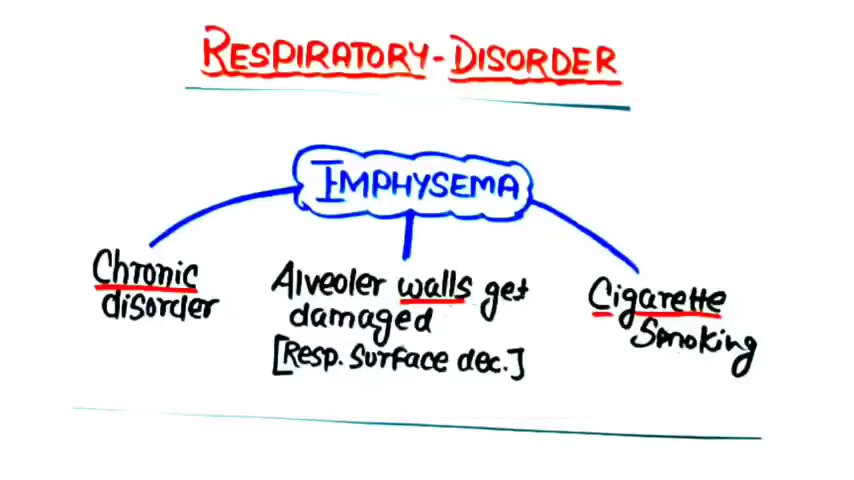 RESPIRATORY-DISORDER
EMPHYSEMA
Chronic
disorder
Alveoler walls get
damaged
[Resp. Surface dec.]
Cigarette
Smoking